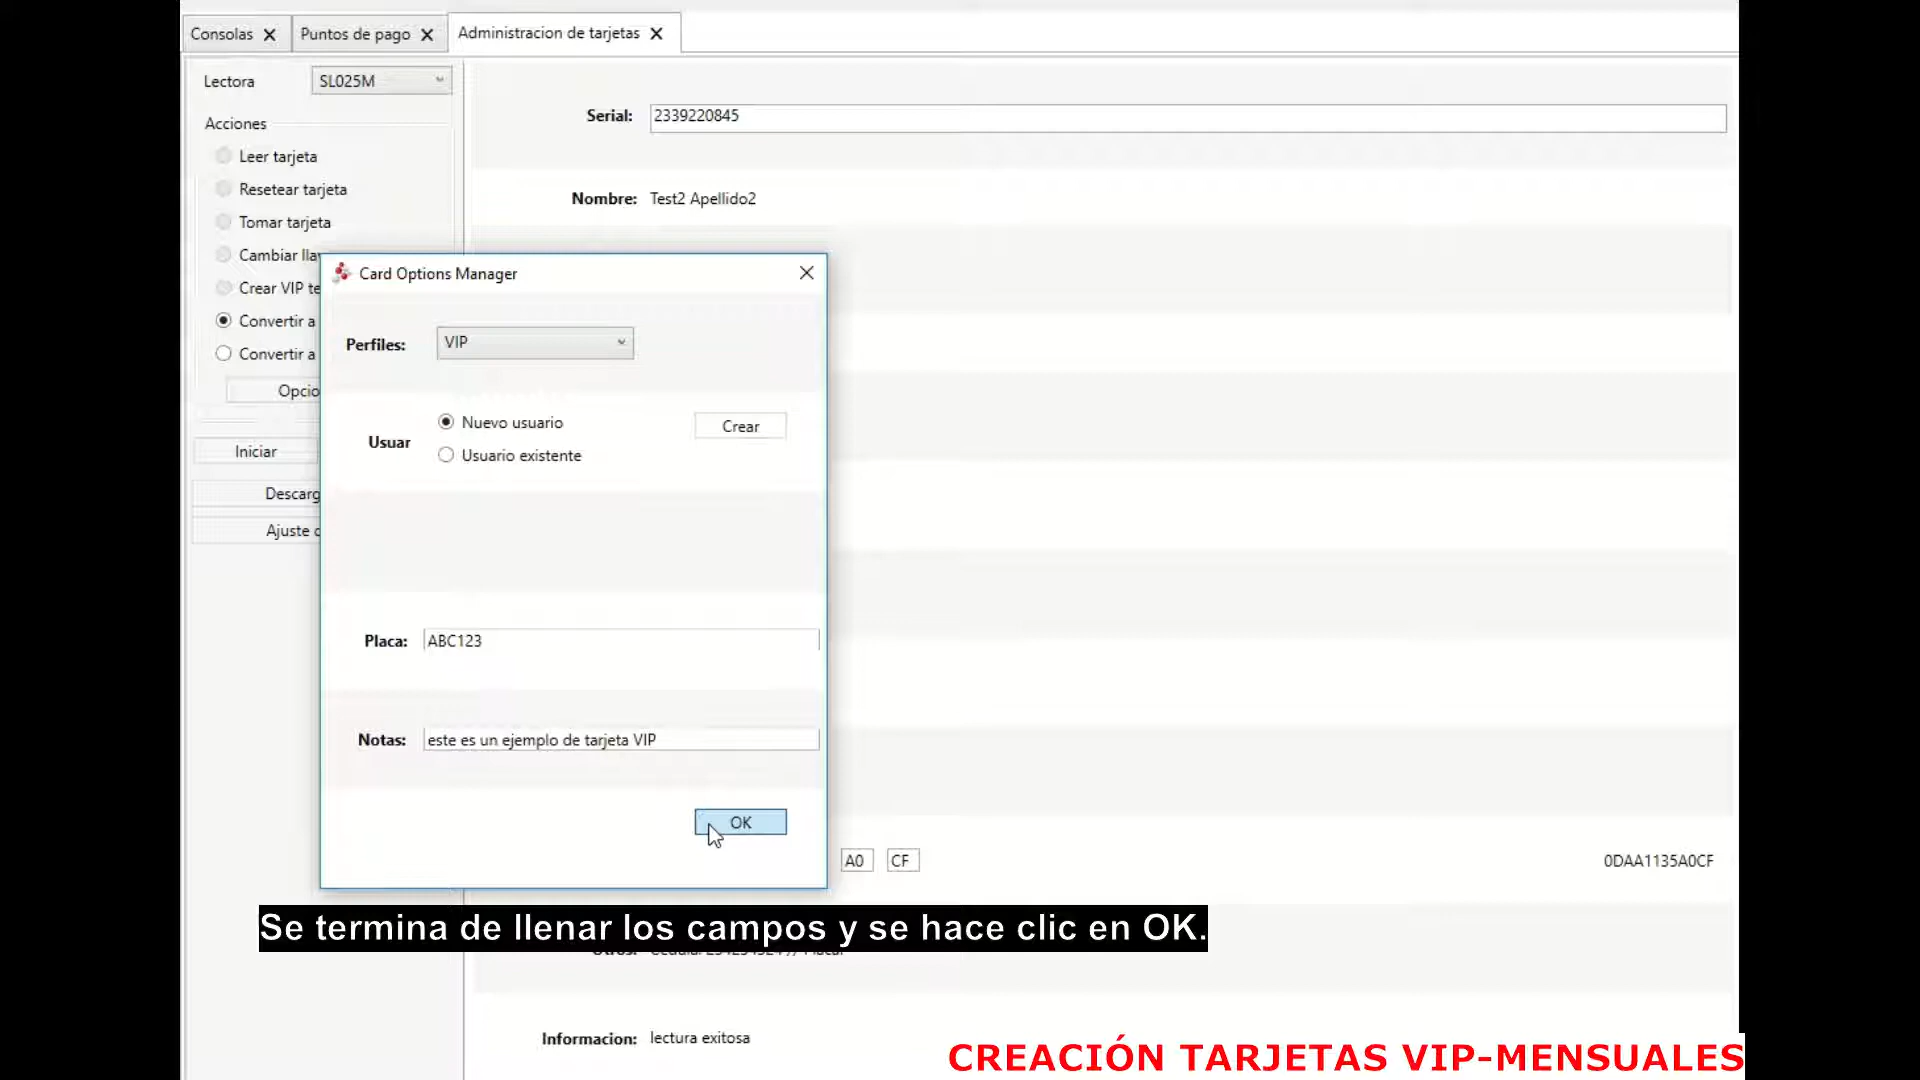 Consolas
Puntos de pago
Administracion de tarjetas
Lectora SL025M
Acciones
Leer tarjeta
Resetear tarjeta
Tomar tarjeta
Cambiar lla
Crear VIP te
Convertir a
Convertir a
Opcio
Iniciar
Descarg
Ajuste
Serial: 2339220845
Nombre: Test2 Apellido2
Card Options Manager
Perfiles: VIP
Usuar
Nuevo usuario
Usuario existente
Crear
Placa: ABC123
Notas: este es un ejemplo de tarjeta VIP
OK
A0 CF 0DAA1135A0CF
Se termina de llenar los campos y se hace clic en OK.
Informacion: lectura exitosa
CREACIÓN TARJETAS VIP-MENSUALES